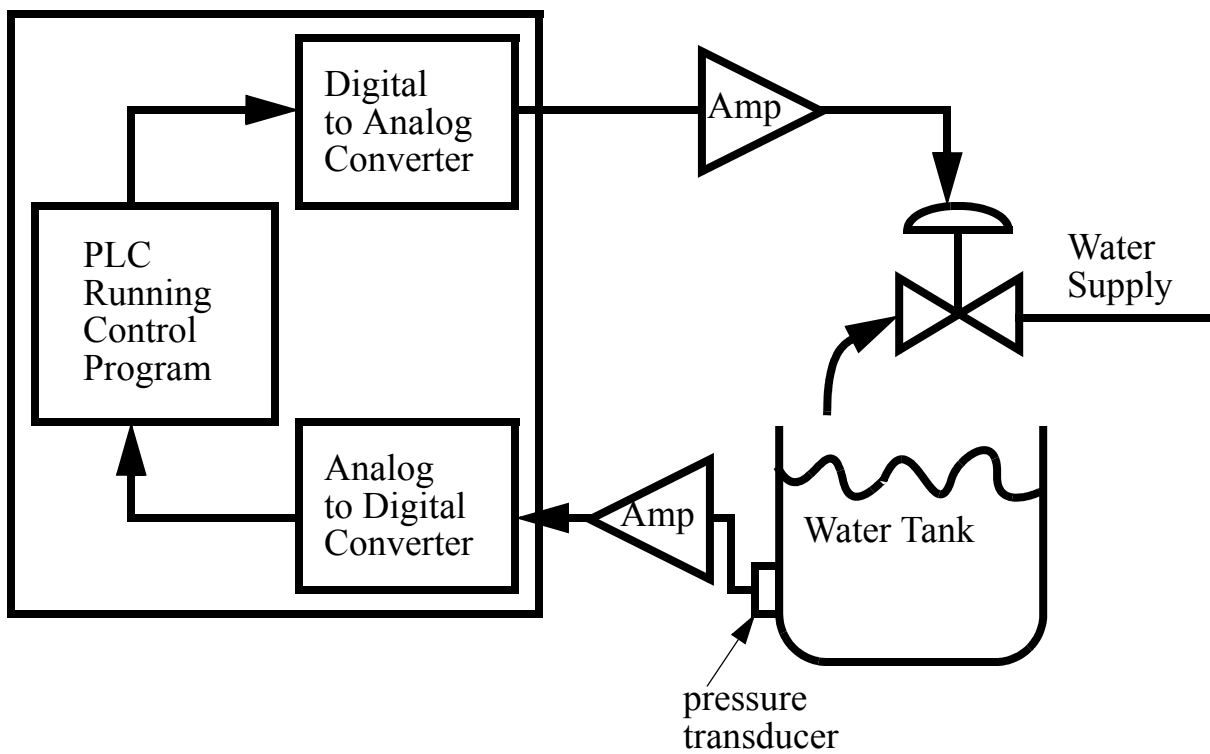 Digital
to Analog
Converter
Amp
PLC
Running
Control
Program
Water
Supply
Analog
to Digital
Converter
Amp
Water Tank
pressure
transducer